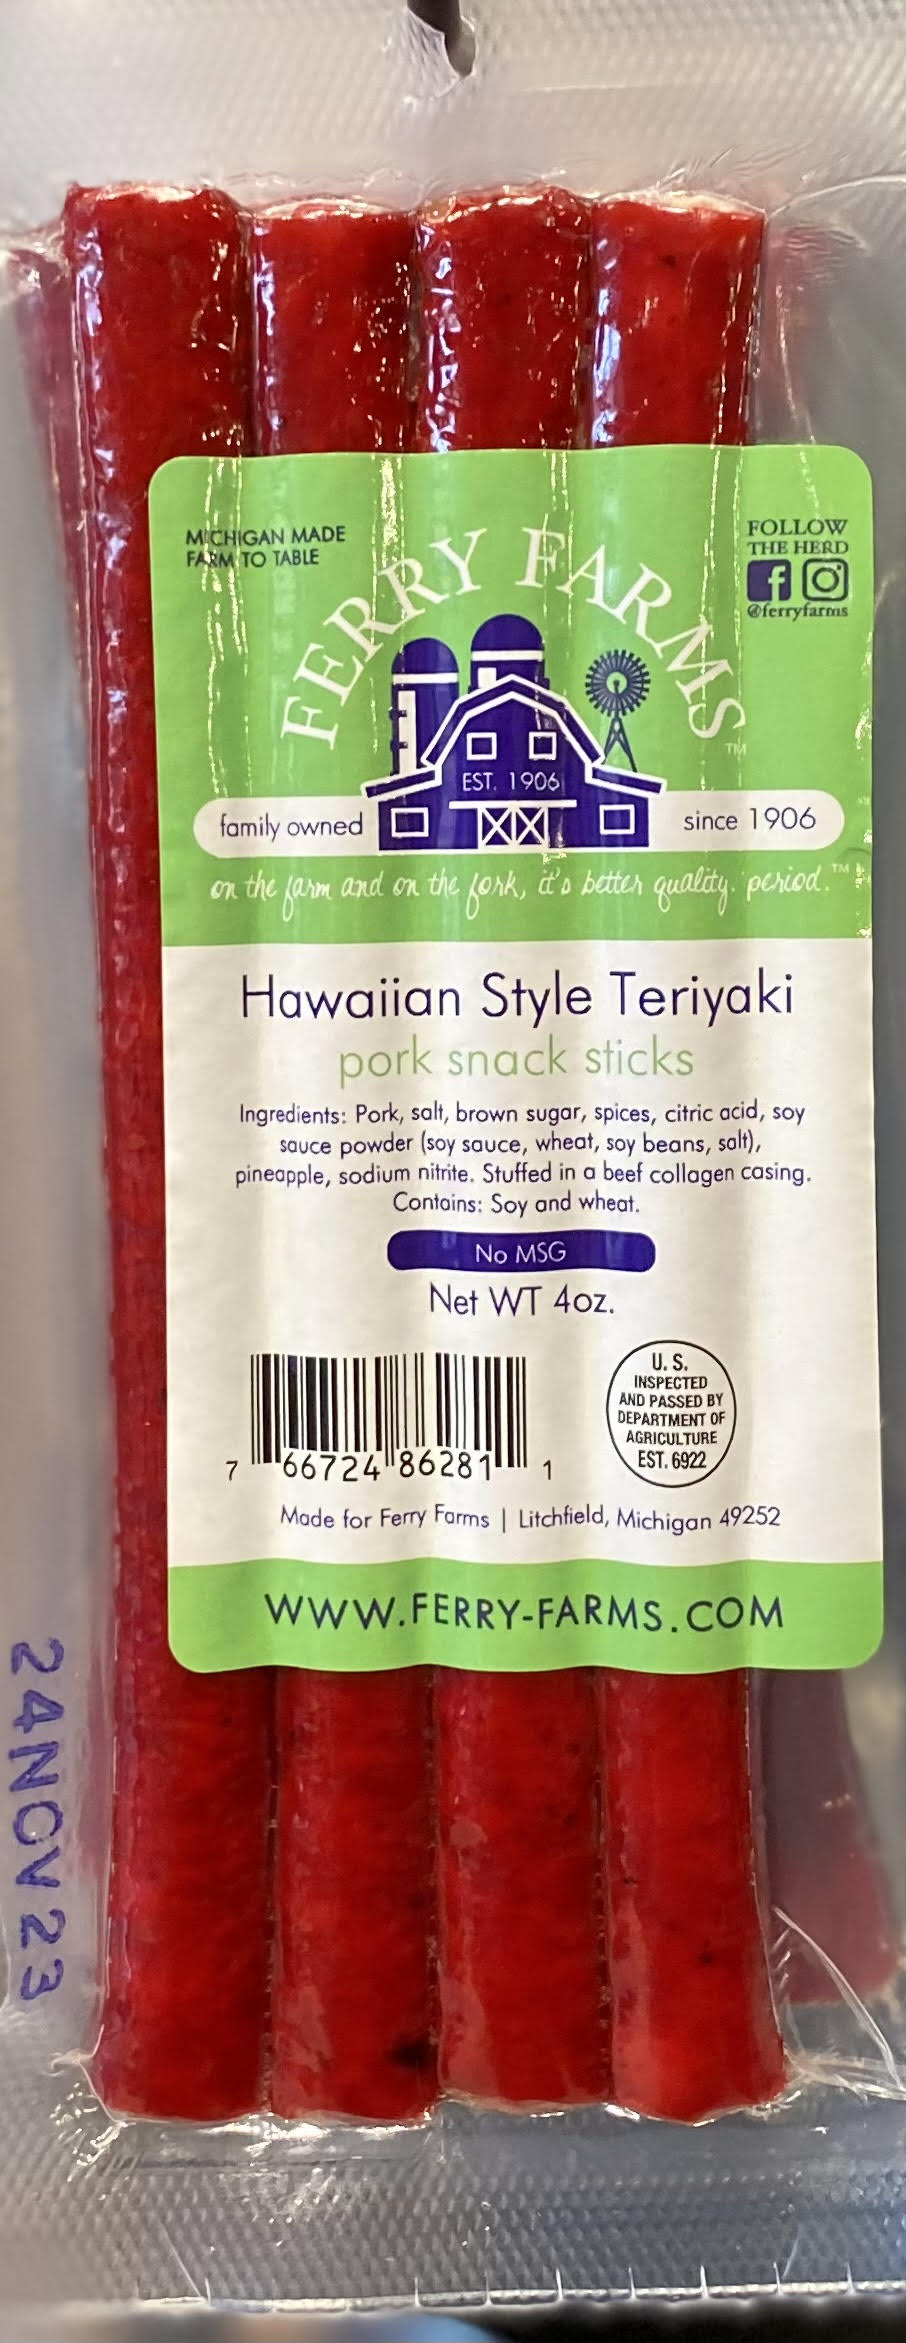 MICHIGAN MADE
FARM TO TABLE
FOLLOW
THE HERD
@ferryfarms
FERRY FARMS™
EST. 1906
family owned
since 1906
on the farm and on the fork, it's better quality. period.™
Hawaiian Style Teriyaki
pork snack sticks
Ingredients: Pork, salt, brown sugar, spices, citric acid, soy
sauce powder (soy sauce, wheat, soy beans, salt),
pineapple, sodium nitrite. Stuffed in a beef collagen casing.
Contains: Soy and wheat.
No MSG
Net WT 4oz.
7 66724 86281 1
U. S.
INSPECTED
AND PASSED BY
DEPARTMENT OF
AGRICULTURE
EST. 6922
Made for Ferry Farms | Litchfield, Michigan 49252
WWW.FERRY-FARMS.COM
24NOV23